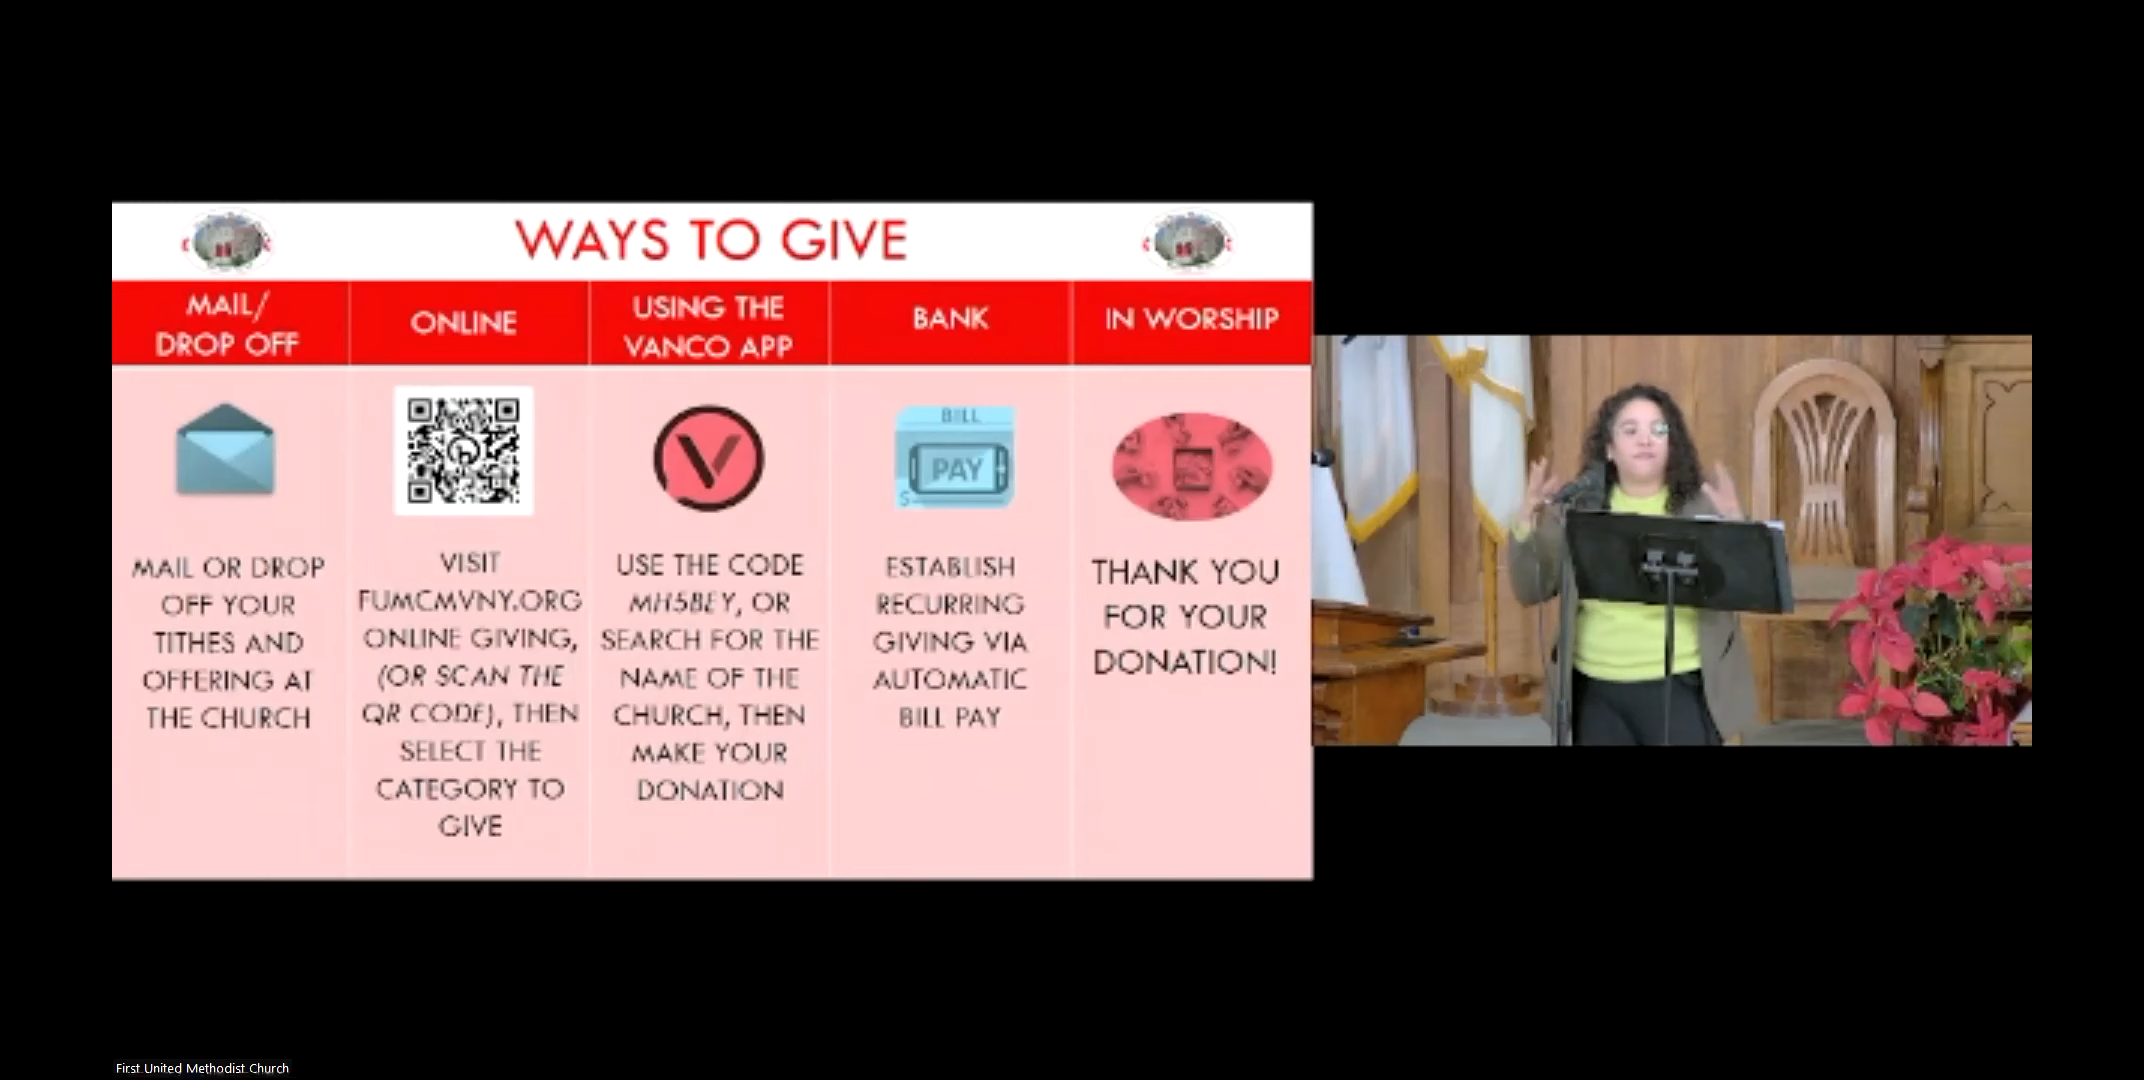 WAYS TO GIVE
MAIL/
DROP OFF
ONLINE
USING THE
VANCO APP
BANK
IN WORSHIP
BILL
PAY
$
MAIL OR DROP
OFF YOUR
TITHES AND
OFFERING AT
THE CHURCH
VISIT
FUMCMVNY.ORG
ONLINE GIVING,
(OR SCAN THE
QR CODE), THEN
SELECT THE
CATEGORY TO
GIVE
USE THE CODE
MH5BEY, OR
SEARCH FOR THE
NAME OF THE
CHURCH, THEN
MAKE YOUR
DONATION
ESTABLISH
RECURRING
GIVING VIA
AUTOMATIC
BILL PAY
THANK YOU
FOR YOUR
DONATION!
First United Methodist Church